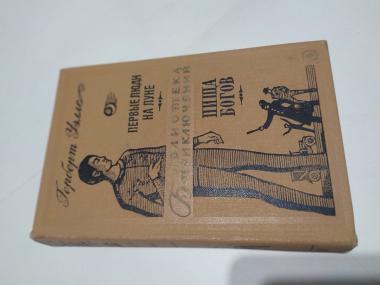 Герберт Уэллс
ПЕРВЫЕ ЛЮДИ
НА ЛУНЕ
БИБЛИОТЕКА
ПРИКЛЮЧЕНИЙ
ПИЩА
БОГОВ